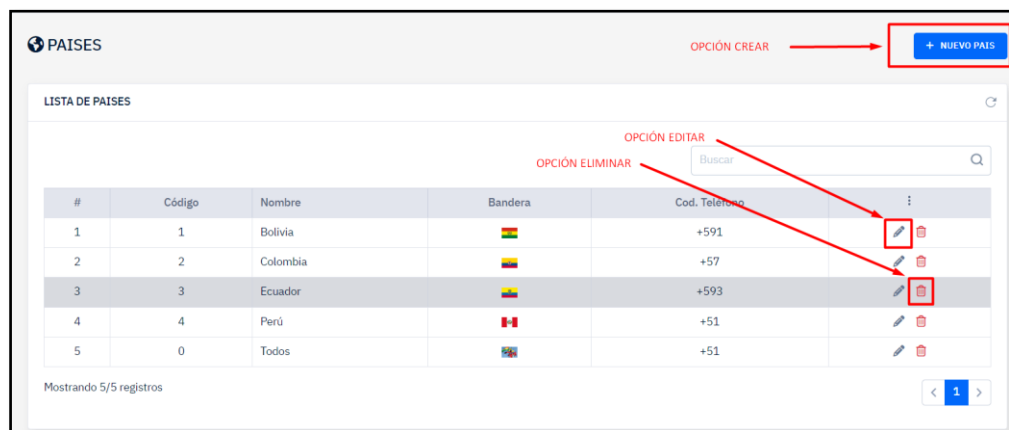 PAISES
OPCIÓN CREAR
+ NUEVO PAIS
LISTA DE PAISES
OPCIÓN EDITAR
OPCIÓN ELIMINAR
Buscar
# Código Nombre Bandera Cod. Teléfono
1 1 Bolivia +591
2 2 Colombia +57
3 3 Ecuador +593
4 4 Perú +51
5 0 Todos +51
Mostrando 5/5 registros
< 1 >